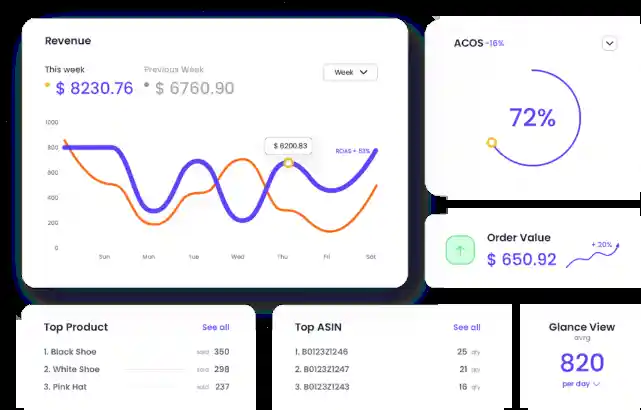 Revenue
This week Previous Week
$ 8230.76 $ 6760.90
Week
1000
800
600
400
200
0
$ 6200.83
ROAS + 53%
Sun Mon Tue Wed Thu Fri Sat
ACOS -16%
72%
Order Value
$ 650.92
+ 20%
Top Product See all
1. Black Shoe sold 350
2. White Shoe sold 298
3. Pink Hat sold 237
Top ASIN See all
1. B0123Z1246 25 qty
2. B0123Z1247 21 qty
3. B0123Z1243 16 qty
Glance View
avrg
820
per day